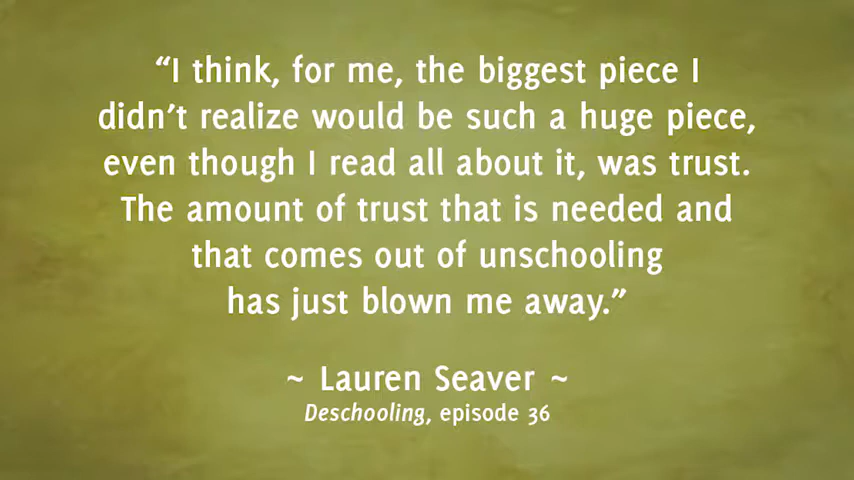 “I think, for me, the biggest piece I
didn’t realize would be such a huge piece,
even though I read all about it, was trust.
The amount of trust that is needed and
that comes out of unschooling
has just blown me away.”
~ Lauren Seaver ~
Deschooling, episode 36